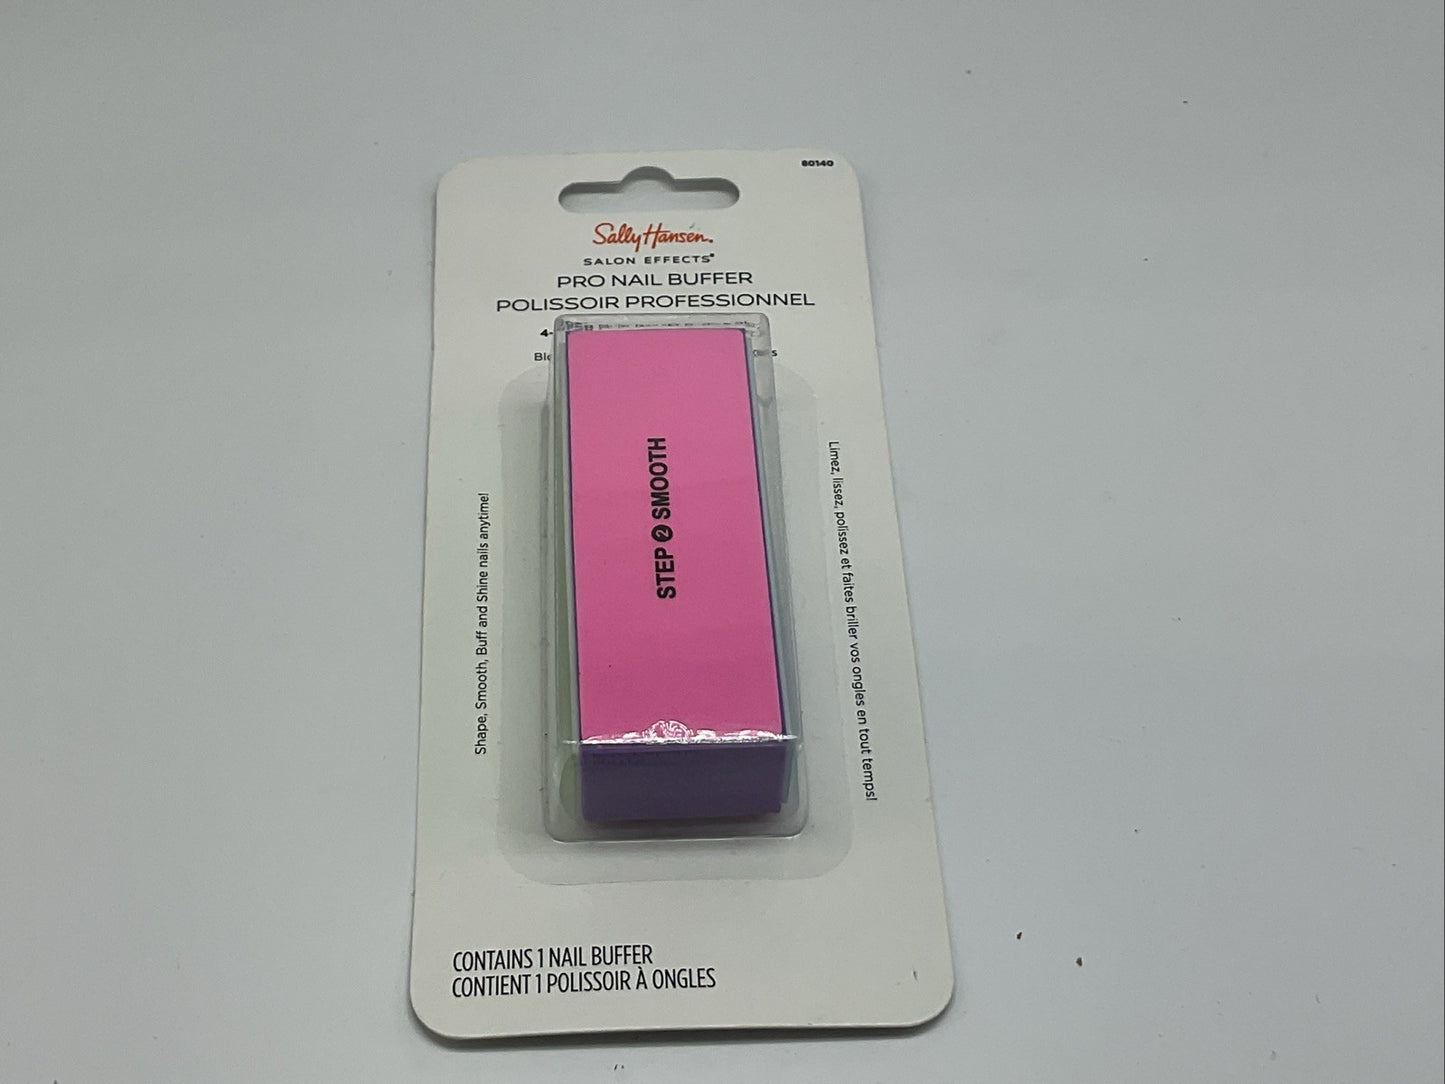 80140
Sally Hansen.
SALON EFFECTS®
PRO NAIL BUFFER
POLISSOIR PROFESSIONNEL
4-
STEP 2 SMOOTH
Shape, Smooth, Buff and Shine nails anytime!
Limez, lissez, polissez et faites briller vos ongles en tout temps!
CONTAINS 1 NAIL BUFFER
CONTIENT 1 POLISSOIR À ONGLES